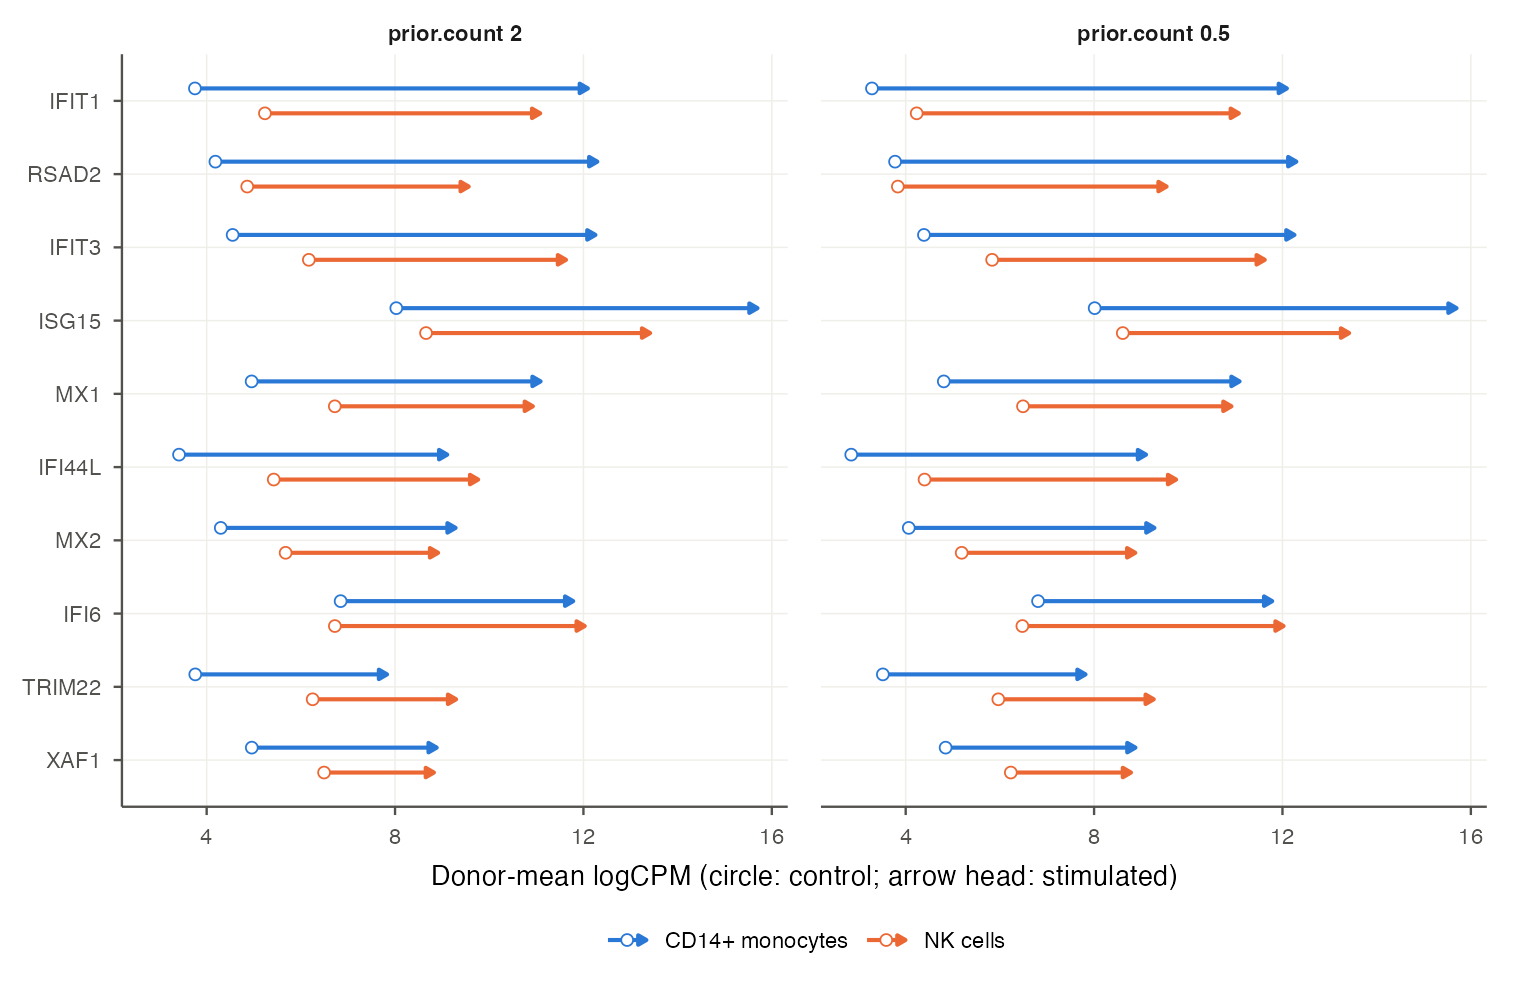 prior.count 2
prior.count 0.5
IFIT1
RSAD2
IFIT3
ISG15
MX1
IFI44L
MX2
IFI6
TRIM22
XAF1
4 8 12 16
4 8 12 16
Donor-mean logCPM (circle: control; arrow head: stimulated)
CD14+ monocytes
NK cells